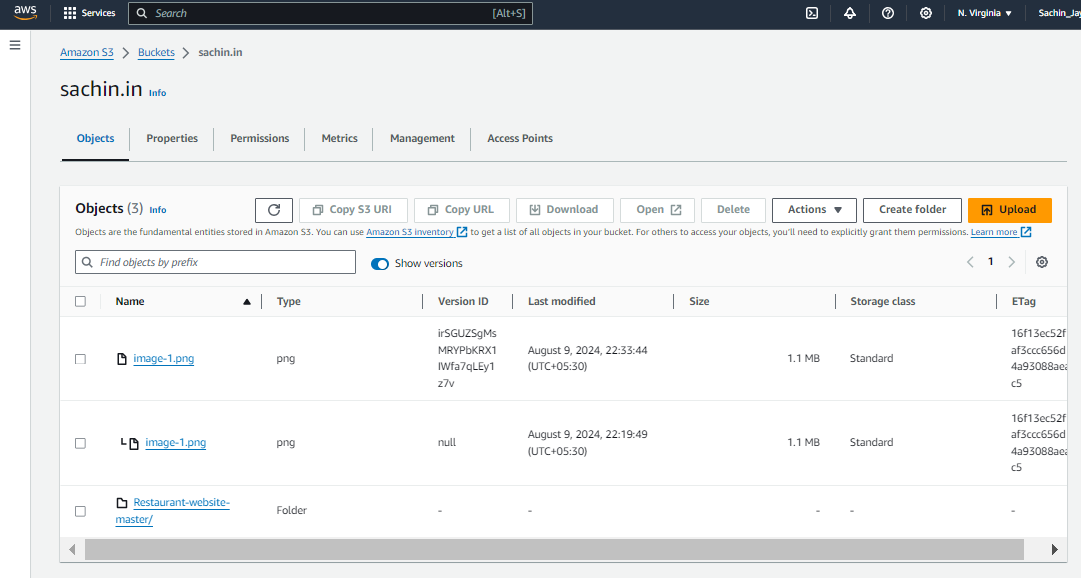 aws Services Search [Alt+S] N. Virginia Sachin_Jay
Amazon S3 > Buckets > sachin.in
sachin.in Info
Objects Properties Permissions Metrics Management Access Points
Objects (3) Info Copy S3 URI Copy URL Download Open Delete Actions Create folder Upload
Objects are the fundamental entities stored in Amazon S3. You can use Amazon S3 inventory to get a list of all objects in your bucket. For others to access your objects, you'll need to explicitly grant them permissions. Learn more
Find objects by prefix Show versions 1
Name Type Version ID Last modified Size Storage class ETag
image-1.png png irSGUZSgMs
MRYPbKRX1
IWfa7qLEy1
z7v August 9, 2024, 22:33:44
(UTC+05:30) 1.1 MB Standard 16f13ec52f
af3ccc656d
4a93088aea
c5
image-1.png png null August 9, 2024, 22:19:49
(UTC+05:30) 1.1 MB Standard 16f13ec52f
af3ccc656d
4a93088aea
c5
Restaurant-website-
master/ Folder - - - - -